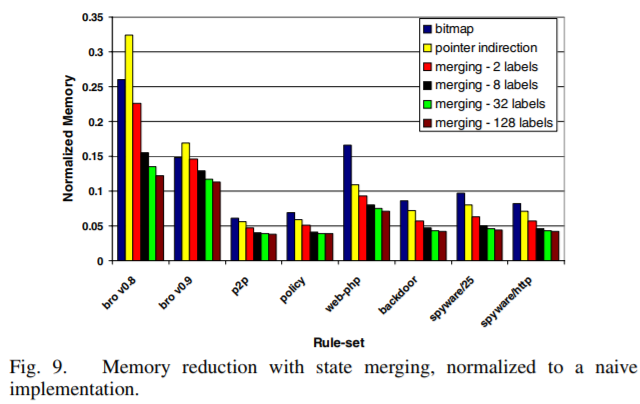 0.35
0.3
0.25
0.2
0.15
0.1
0.05
0
Normalized Memory
bitmap
pointer indirection
merging - 2 labels
merging - 8 labels
merging - 32 labels
merging - 128 labels
bro v0.8
bro v0.9
p2p
policy
web-php
backdoor
spyware/25
spyware/http
Rule-set
Fig. 9. Memory reduction with state merging, normalized to a naive
implementation.